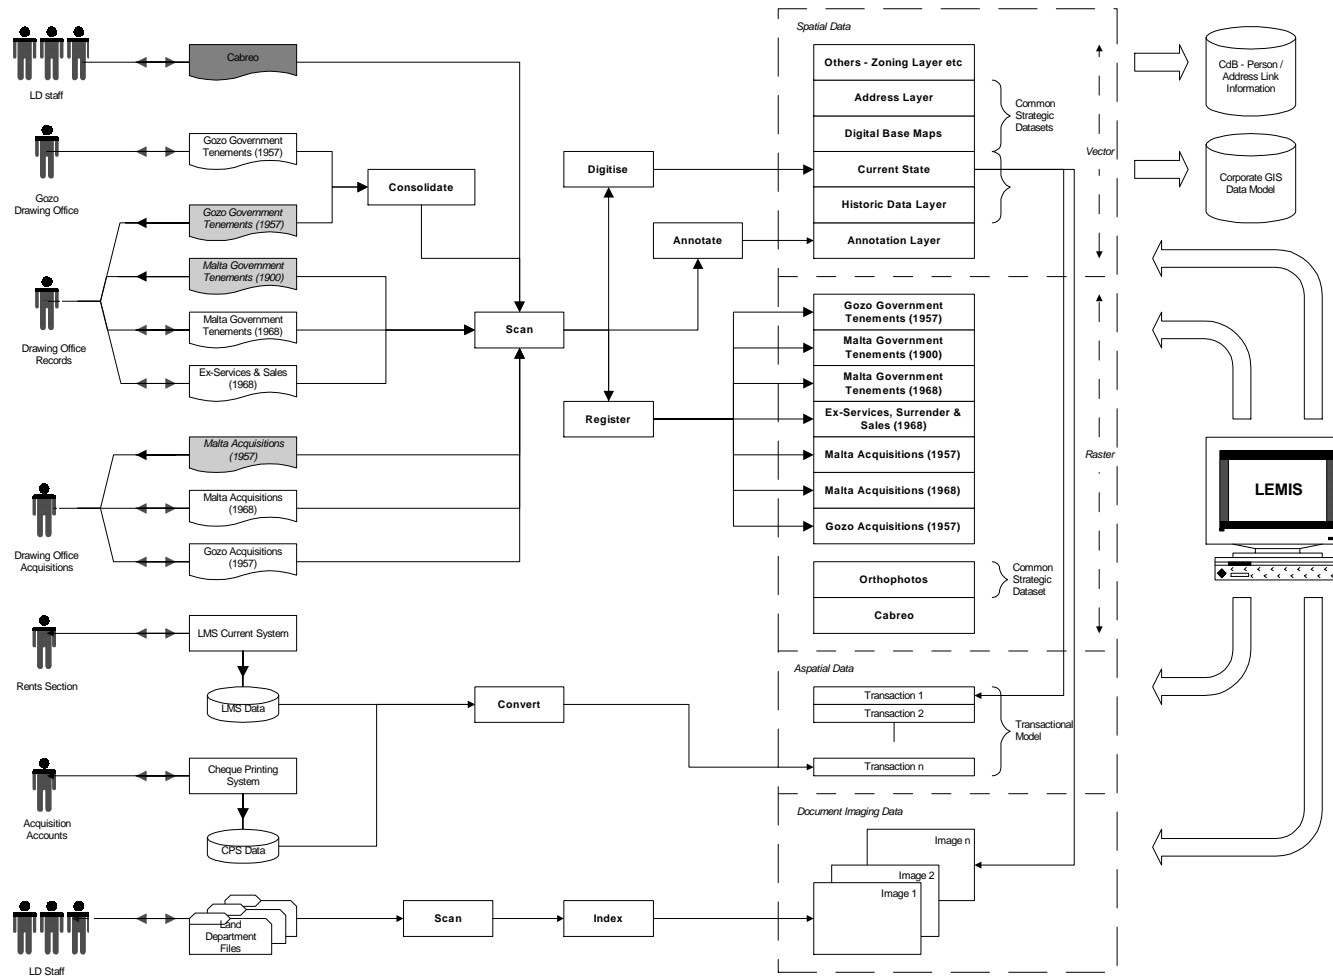 LD staff
Cabreo
Gozo
Drawing Office
Gozo Government
Tenements (1957)
Gozo Government
Tenements (1957)
Consolidate
Malta Government
Tenements (1900)
Drawing Office
Records
Malta Government
Tenements (1968)
Ex-Services & Sales
(1968)
Scan
Drawing Office
Acquisitions
Malta Acquisitions
(1957)
Malta Acquisitions
(1968)
Gozo Acquisitions
(1957)
Rents Section
LMS Current System
LMS Data
Convert
Acquisition
Accounts
Cheque Printing
System
CPS Data
LD Staff
Land
Department
Files
Scan
Index
Digitise
Annotate
Register
Spatial Data
Others - Zoning Layer etc
Address Layer
Digital Base Maps
Current State
Historic Data Layer
Annotation Layer
Common
Strategic
Datasets
Vector
Gozo Government
Tenements (1957)
Malta Government
Tenements (1900)
Malta Government
Tenements (1968)
Ex-Services, Surrender &
Sales (1968)
Malta Acquisitions (1957)
Malta Acquisitions (1968)
Gozo Acquisitions (1957)
Raster
Orthophotos
Cabreo
Common
Strategic
Dataset
Aspatial Data
Transaction 1
Transaction 2
Transaction n
Transactional
Model
Document Imaging Data
Image n
Image 2
Image 1
CdB - Person /
Address Link
Information
Corporate GIS
Data Model
LEMIS